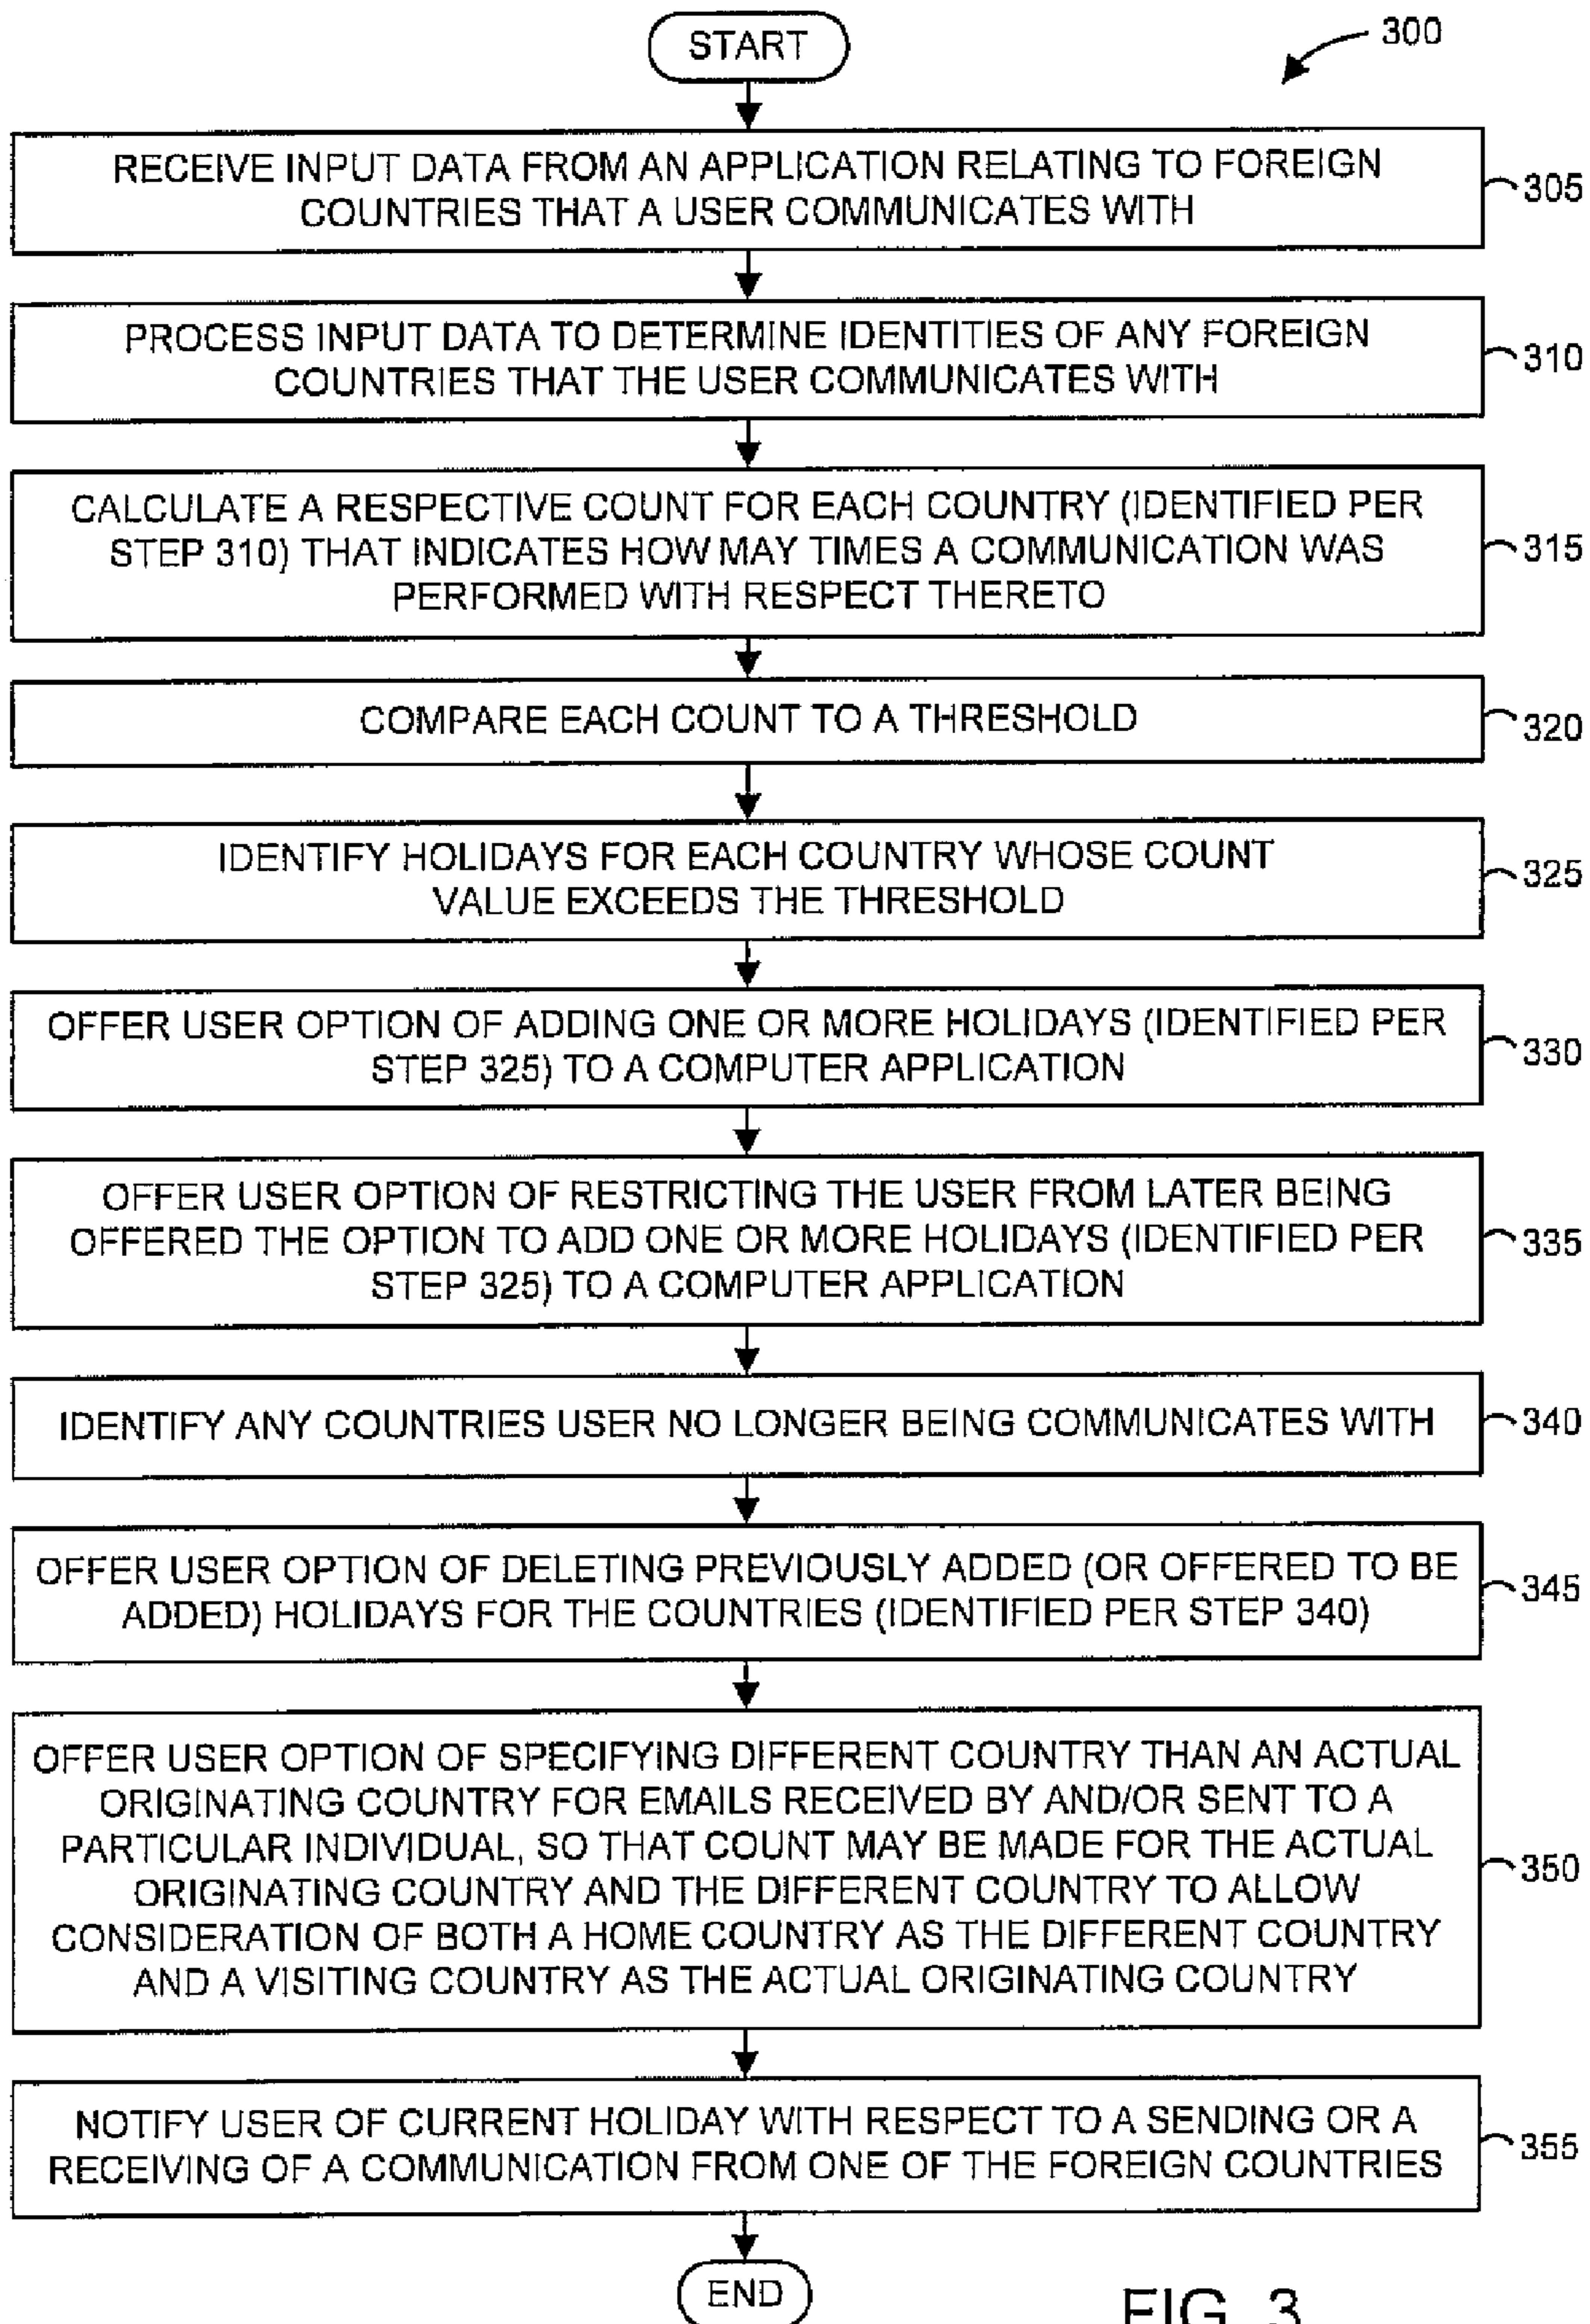 START
300
RECEIVE INPUT DATA FROM AN APPLICATION RELATING TO FOREIGN
COUNTRIES THAT A USER COMMUNICATES WITH
305
PROCESS INPUT DATA TO DETERMINE IDENTITIES OF ANY FOREIGN
COUNTRIES THAT THE USER COMMUNICATES WITH
310
CALCULATE A RESPECTIVE COUNT FOR EACH COUNTRY (IDENTIFIED PER
STEP 310) THAT INDICATES HOW MAY TIMES A COMMUNICATION WAS
PERFORMED WITH RESPECT THERETO
315
COMPARE EACH COUNT TO A THRESHOLD
320
IDENTIFY HOLIDAYS FOR EACH COUNTRY WHOSE COUNT
VALUE EXCEEDS THE THRESHOLD
325
OFFER USER OPTION OF ADDING ONE OR MORE HOLIDAYS (IDENTIFIED PER
STEP 325) TO A COMPUTER APPLICATION
330
OFFER USER OPTION OF RESTRICTING THE USER FROM LATER BEING
OFFERED THE OPTION TO ADD ONE OR MORE HOLIDAYS (IDENTIFIED PER
STEP 325) TO A COMPUTER APPLICATION
335
IDENTIFY ANY COUNTRIES USER NO LONGER BEING COMMUNICATES WITH
340
OFFER USER OPTION OF DELETING PREVIOUSLY ADDED (OR OFFERED TO BE
ADDED) HOLIDAYS FOR THE COUNTRIES (IDENTIFIED PER STEP 340)
345
OFFER USER OPTION OF SPECIFYING DIFFERENT COUNTRY THAN AN ACTUAL
ORIGINATING COUNTRY FOR EMAILS RECEIVED BY AND/OR SENT TO A
PARTICULAR INDIVIDUAL, SO THAT COUNT MAY BE MADE FOR THE ACTUAL
ORIGINATING COUNTRY AND THE DIFFERENT COUNTRY TO ALLOW
CONSIDERATION OF BOTH A HOME COUNTRY AS THE DIFFERENT COUNTRY
AND A VISITING COUNTRY AS THE ACTUAL ORIGINATING COUNTRY
350
NOTIFY USER OF CURRENT HOLIDAY WITH RESPECT TO A SENDING OR A
RECEIVING OF A COMMUNICATION FROM ONE OF THE FOREIGN COUNTRIES
355
END
FIG. 3